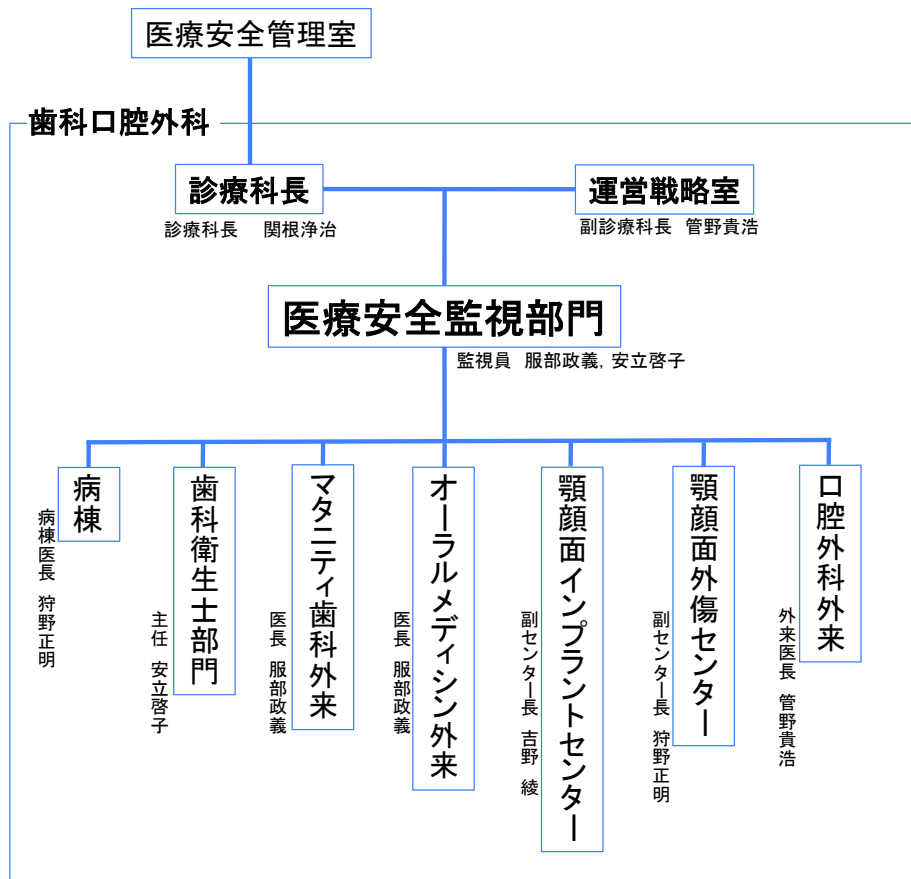 医療安全管理室
歯科口腔外科
診療科長
診療科長　関根浄治
運営戦略室
副診療科長　管野貴浩
医療安全監視部門
監視員　服部政義, 安立啓子
病棟
病棟医長　狩野正明
歯科衛生士部門
主任　安立啓子
マタニティ歯科外来
医長　服部政義
オーラルメディシン外来
医長　服部政義
顎顔面インプラントセンター
副センター長　吉野　綾
顎顔面外傷センター
副センター長　狩野正明
口腔外科外来
外来医長　管野貴浩